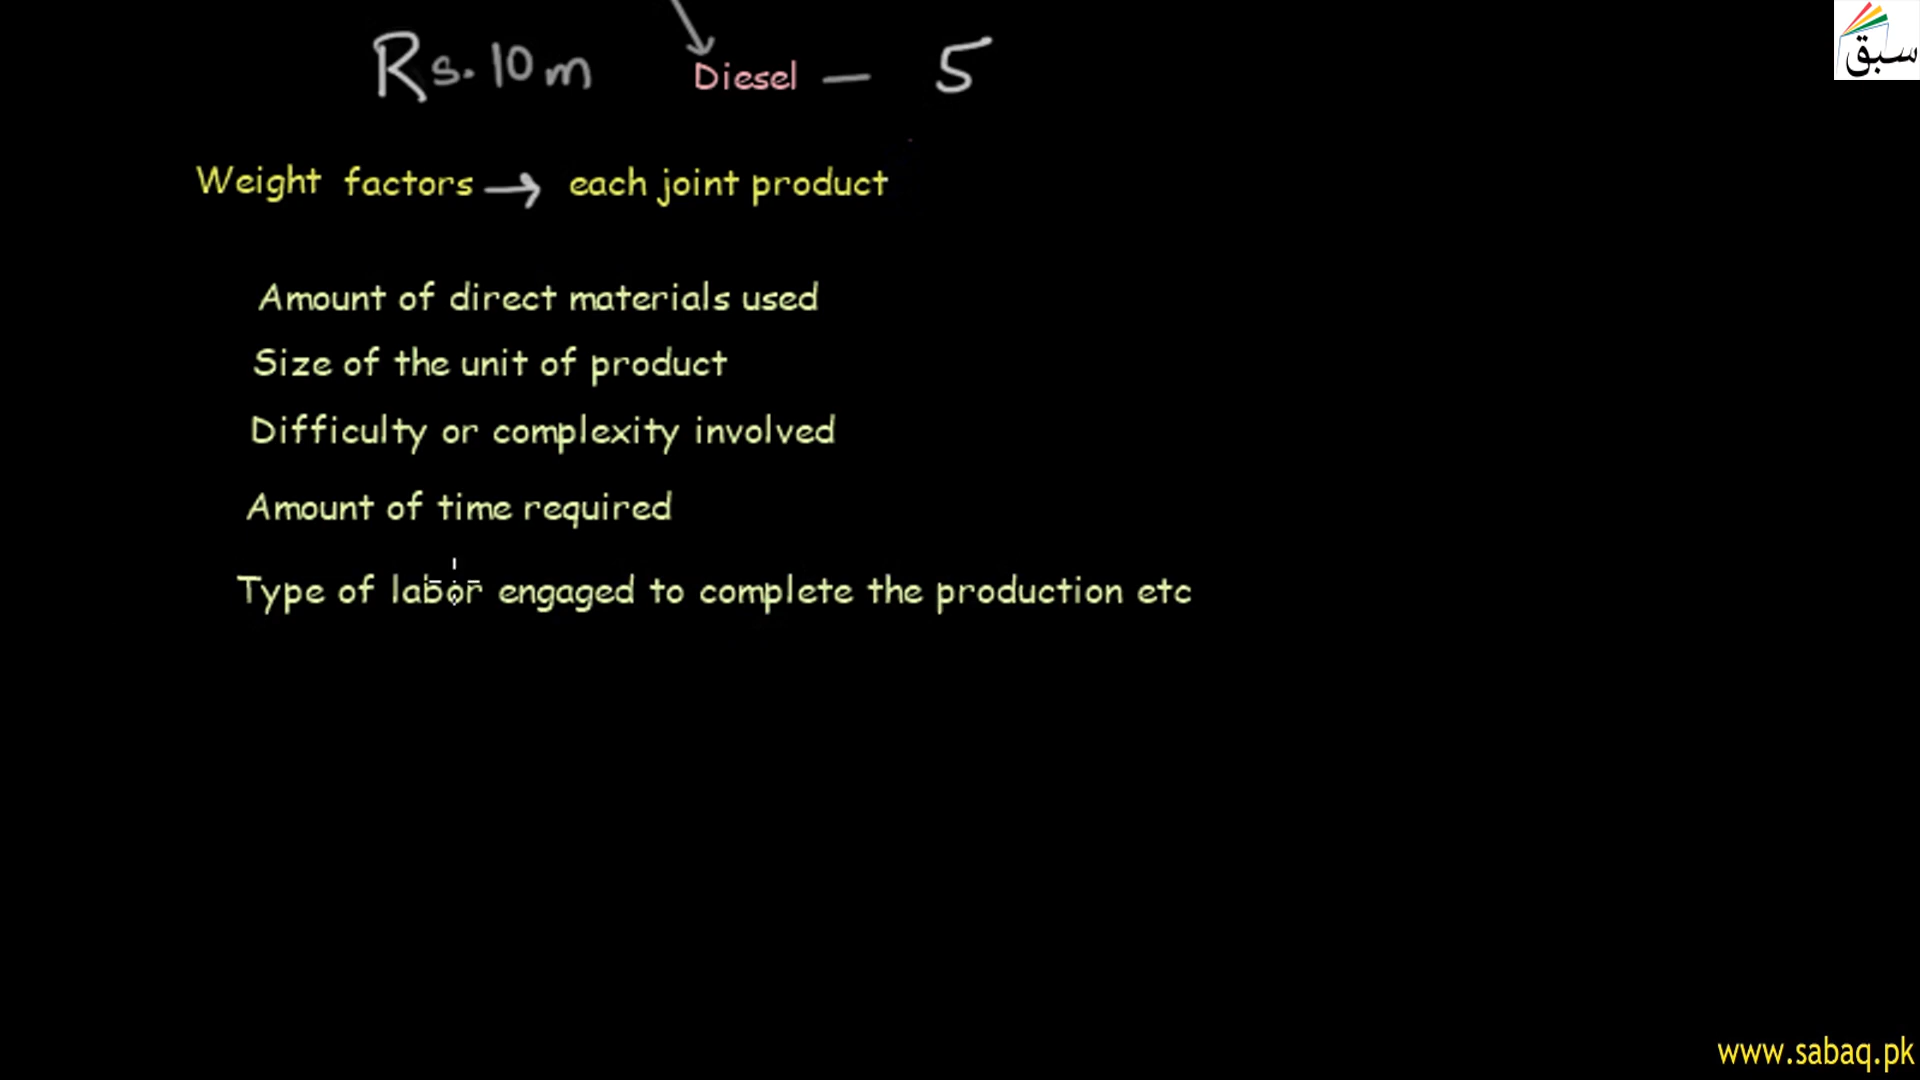 سبق
Rs. 10 m Diesel — 5
Weight factors → each joint product
Amount of direct materials used
Size of the unit of product
Difficulty or complexity involved
Amount of time required
Type of labor engaged to complete the production etc
www.sabaq.pk